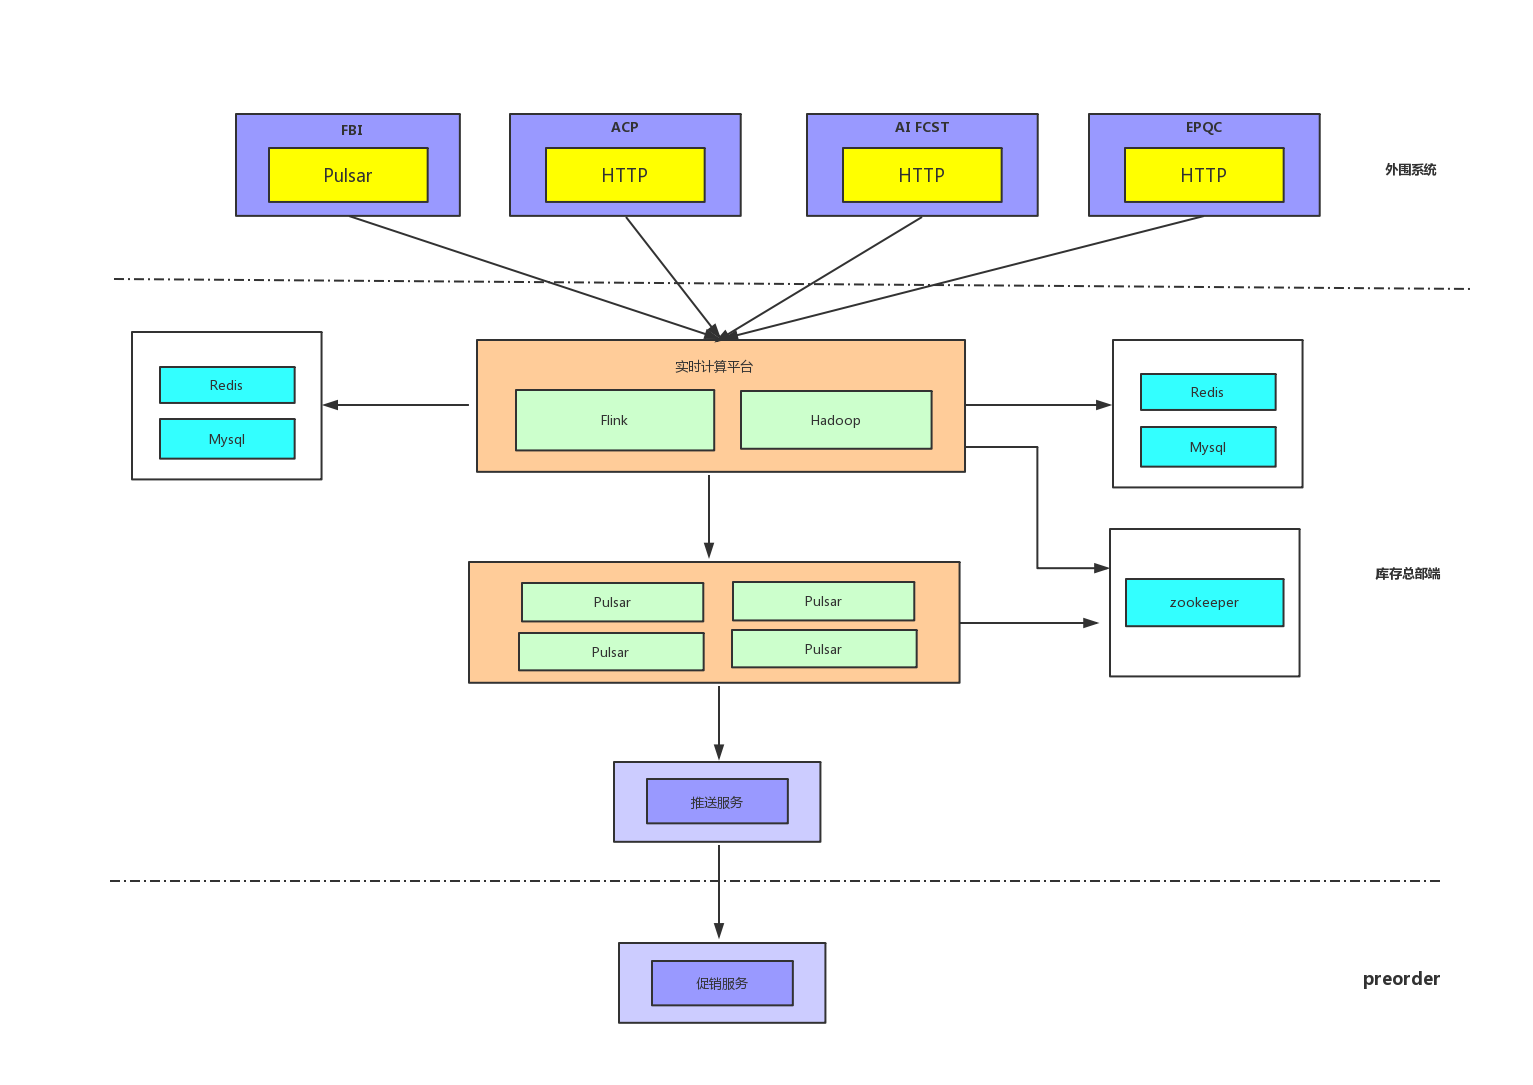 FBI
Pulsar
ACP
HTTP
AI FCST
HTTP
EPQC
HTTP
外围系统
Redis
Mysql
实时计算平台
Flink
Hadoop
Redis
Mysql
Pulsar
Pulsar
Pulsar
Pulsar
zookeeper
库存总部端
推送服务
促销服务
preorder